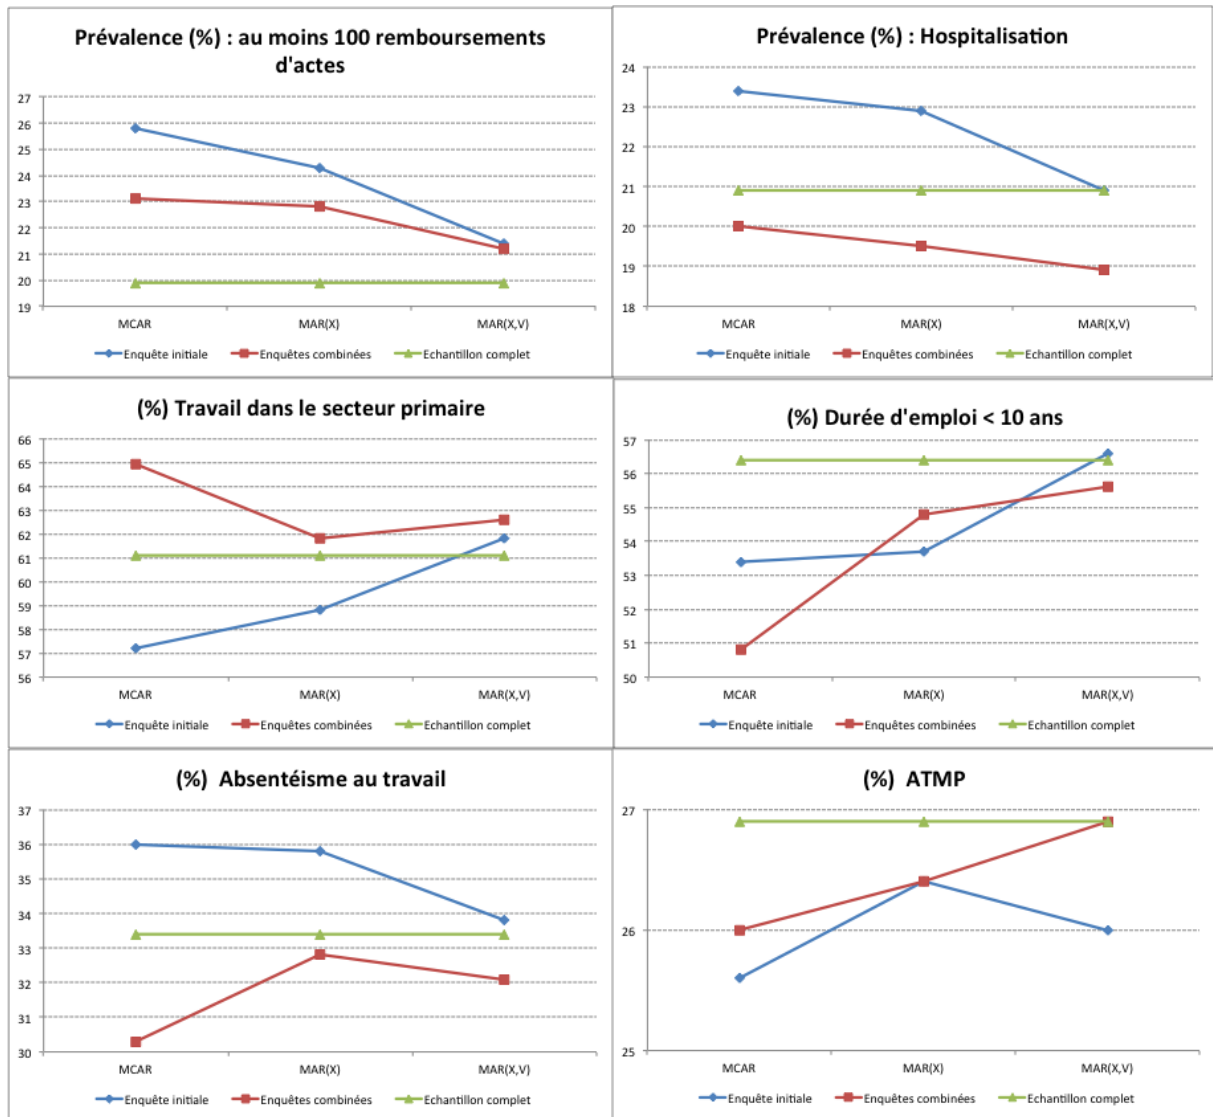 Prévalence (%) : au moins 100 remboursements
d'actes
27
26
25
24
23
22
21
20
19
MCAR
MAR(X)
MAR(X,V)
Enquête initiale
Enquêtes combinées
Echantillon complet
Prévalence (%) : Hospitalisation
24
23
22
21
20
19
18
MCAR
MAR(X)
MAR(X,V)
Enquête initiale
Enquêtes combinées
Echantillon complet
(%) Travail dans le secteur primaire
66
65
64
63
62
61
60
59
58
57
56
MCAR
MAR(X)
MAR(X,V)
Enquête initiale
Enquêtes combinées
Echantillon complet
(%) Durée d'emploi < 10 ans
57
56
55
54
53
52
51
50
MCAR
MAR(X)
MAR(X,V)
Enquête initiale
Enquêtes combinées
Echantillon complet
(%) Absentéisme au travail
37
36
35
34
33
32
31
30
MCAR
MAR(X)
MAR(X,V)
Enquête initiale
Enquêtes combinées
Echantillon complet
(%) ATMP
27
26
25
MCAR
MAR(X)
MAR(X,V)
Enquête initiale
Enquêtes combinées
Echantillon complet